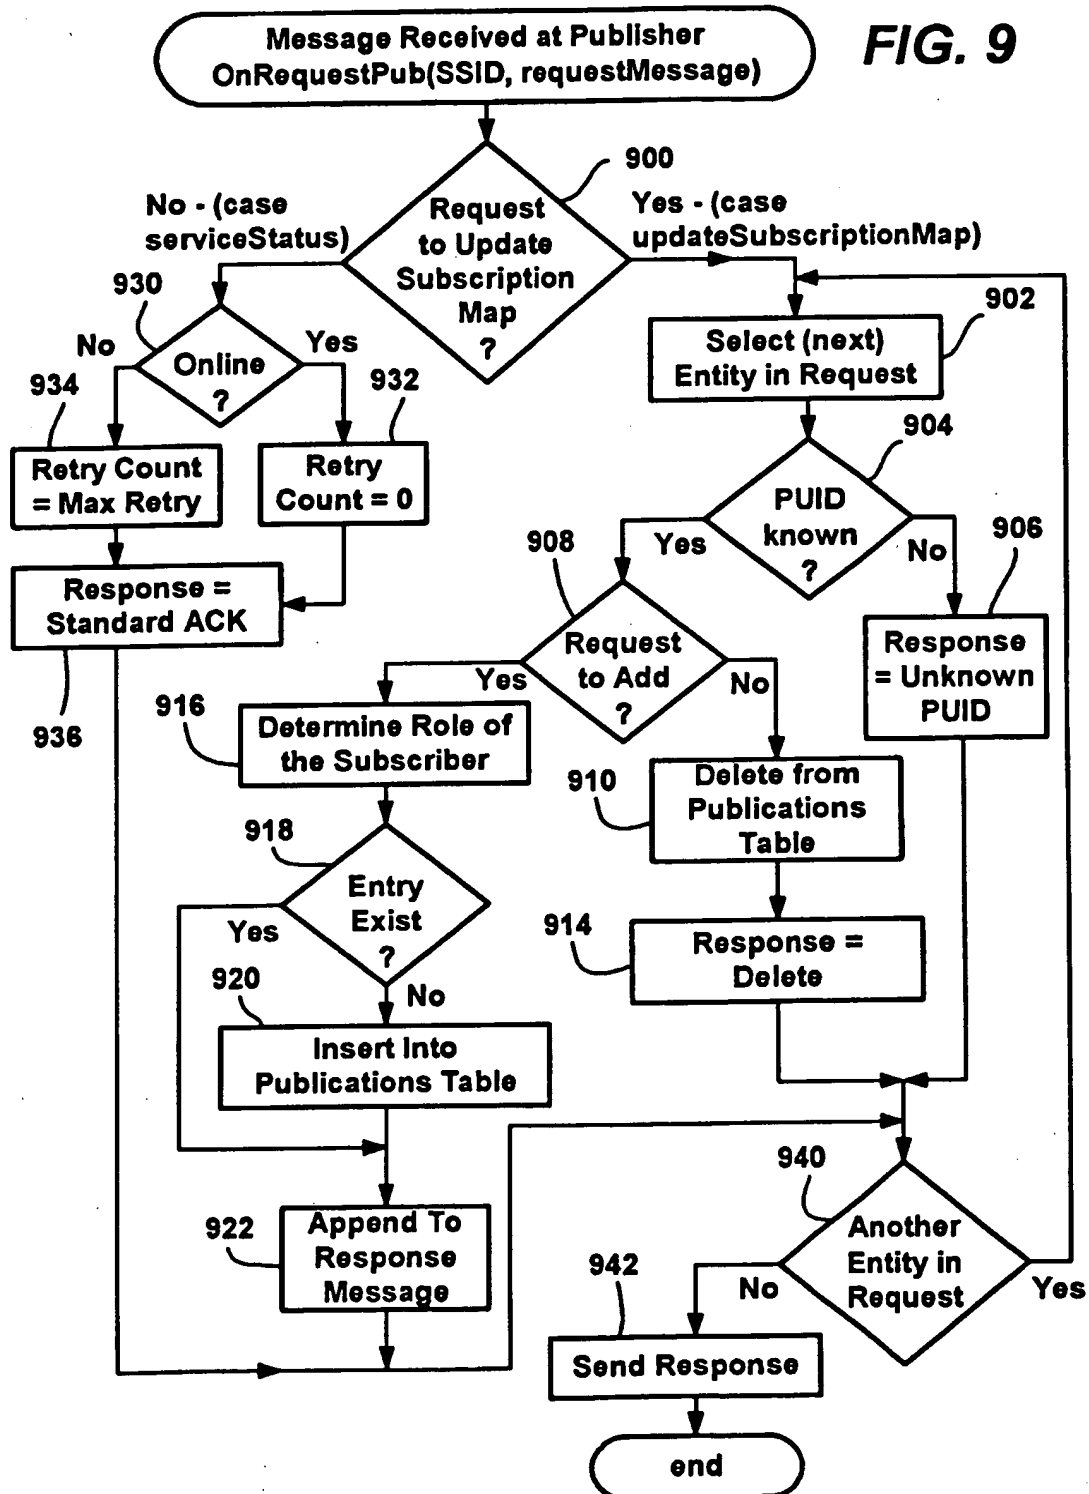 Message Received at Publisher
OnRequestPub(SSID, requestMessage)
FIG. 9
900
Request
to Update
Subscription
Map
?
No - (case
serviceStatus)
Yes - (case
updateSubscriptionMap)
930
Online
?
No
Yes
902
Select (next)
Entity in Request
934
932
Retry Count
= Max Retry
Retry
Count = 0
904
PUID
known
?
Yes
No
906
908
Response =
Standard ACK
936
Request
to Add
?
Yes
No
Response
= Unknown
PUID
916
Determine Role of
the Subscriber
910
Delete from
Publications
Table
918
Entry
Exist
?
Yes
No
914
Response =
Delete
920
Insert Into
Publications Table
922
Append To
Response
Message
940
Another
Entity in
Request
No
Yes
942
Send Response
end